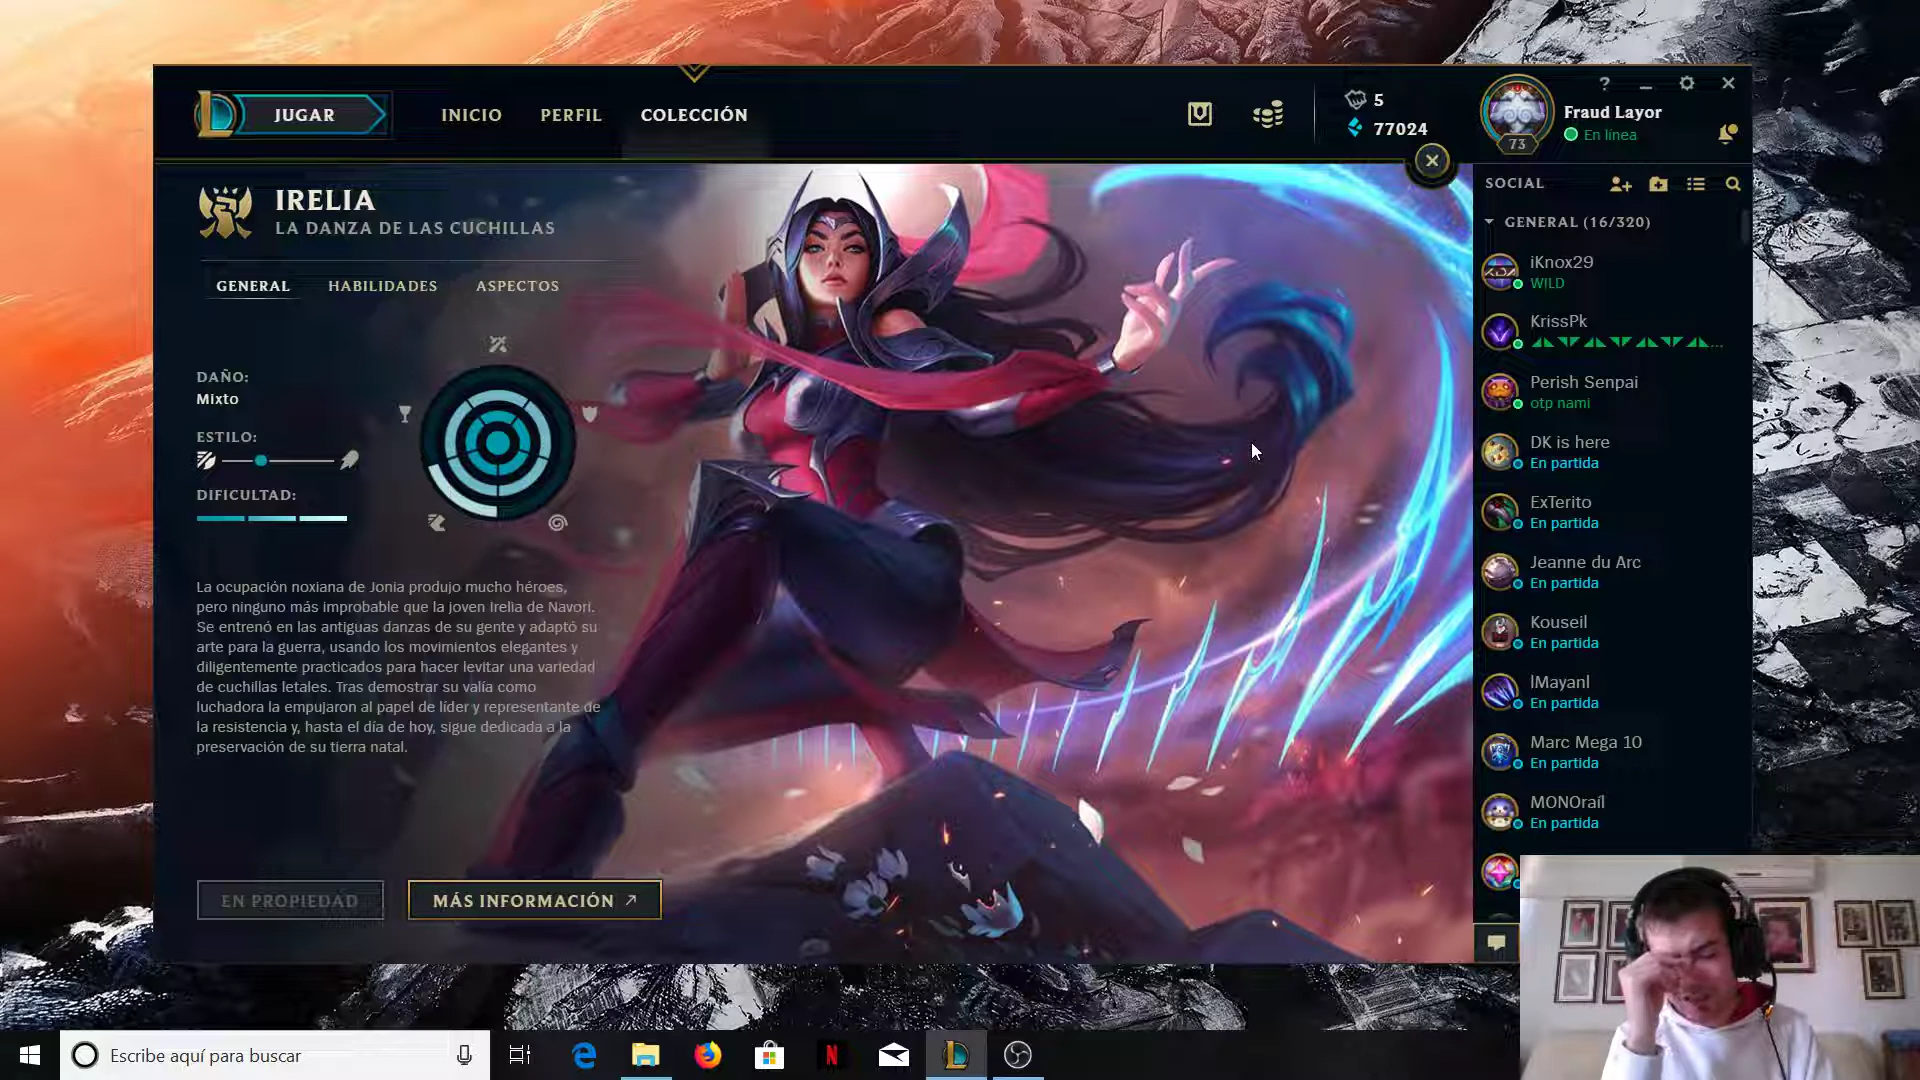 JUGAR
INICIO
PERFIL
COLECCIÓN
5
77024
?
Fraud Layor
En línea
73
IRELIA
LA DANZA DE LAS CUCHILLAS
GENERAL
HABILIDADES
ASPECTOS
DAÑO:
Mixto
ESTILO:
DIFICULTAD:
La ocupación noxiana de Jonia produjo mucho héroes,
pero ninguno más improbable que la joven Irelia de Navori.
Se entrenó en las antiguas danzas de su gente y adaptó su
arte para la guerra, usando los movimientos elegantes y
diligentemente practicados para hacer levitar una variedad
de cuchillas letales. Tras demostrar su valía como
luchadora la empujaron al papel de líder y representante de
la resistencia y, hasta el día de hoy, sigue dedicada a la
preservación de su tierra natal.
EN PROPIEDAD
MÁS INFORMACIÓN
SOCIAL
GENERAL (16/320)
iKnox29
WILD
KrissPk
Perish Senpai
otp nami
DK is here
En partida
ExTerito
En partida
Jeanne du Arc
En partida
Kouseil
En partida
lMayanl
En partida
Marc Mega 10
En partida
MONOraíl
En partida
Escribe aquí para buscar